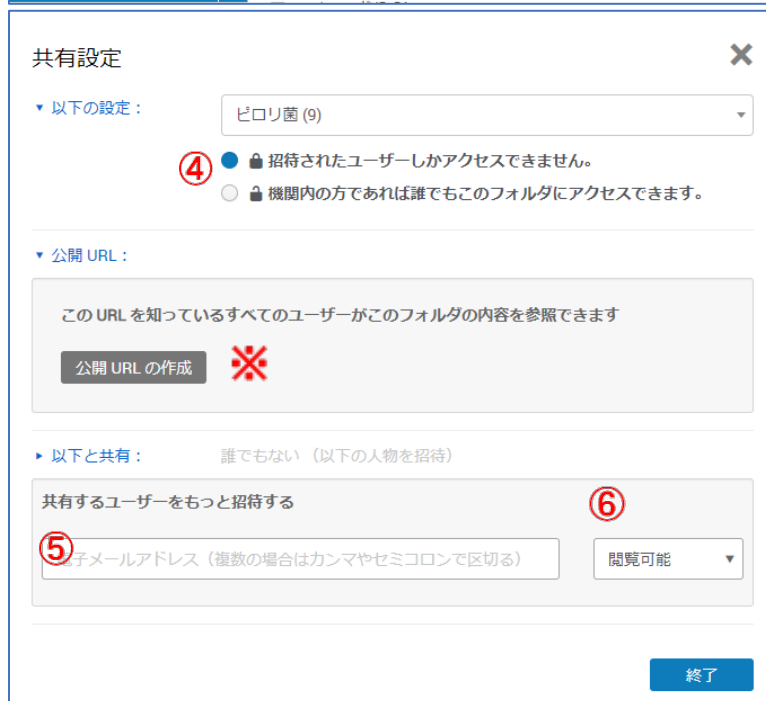 共有設定
以下の設定：
ピロリ菌 (9)
④
招待されたユーザーしかアクセスできません。
機関内の方であれば誰でもこのフォルダにアクセスできます。
公開 URL：
この URL を知っているすべてのユーザーがこのフォルダの内容を参照できます
公開 URL の作成
※
以下と共有：
誰でもない （以下の人物を招待）
共有するユーザーをもっと招待する
⑥
⑤
子メールアドレス（複数の場合はカンマやセミコロンで区切る）
閲覧可能
終了